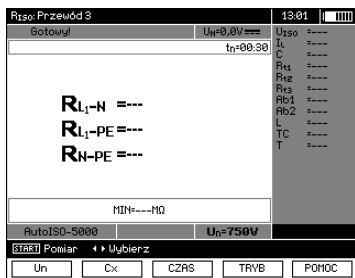 RISO: Przewód 3 13:01
Gotowy! UN=0,0V
tn=00:30
RL1-N =---
RL1-PE =---
RN-PE =---
MIN=---MΩ
UISO =---
IL =---
C =---
Rt1 =---
Rt2 =---
Rt3 =---
Ab1 =---
Ab2 =---
L =---
TC =---
T =---
AutoISO-5000 Un=750V
START Pomiar Wybierz
Un Cx CZAS TRYB POMOC